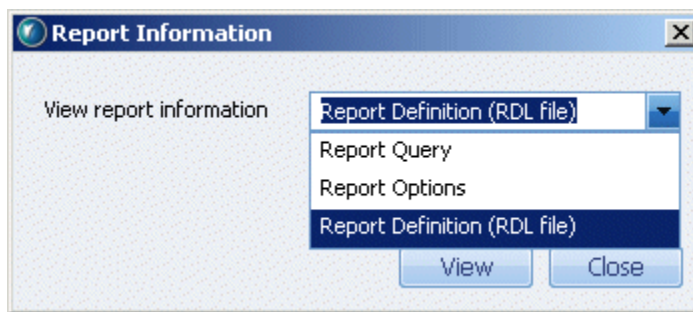 Report Information
View report information
Report Definition (RDL file)
Report Query
Report Options
Report Definition (RDL file)
View
Close